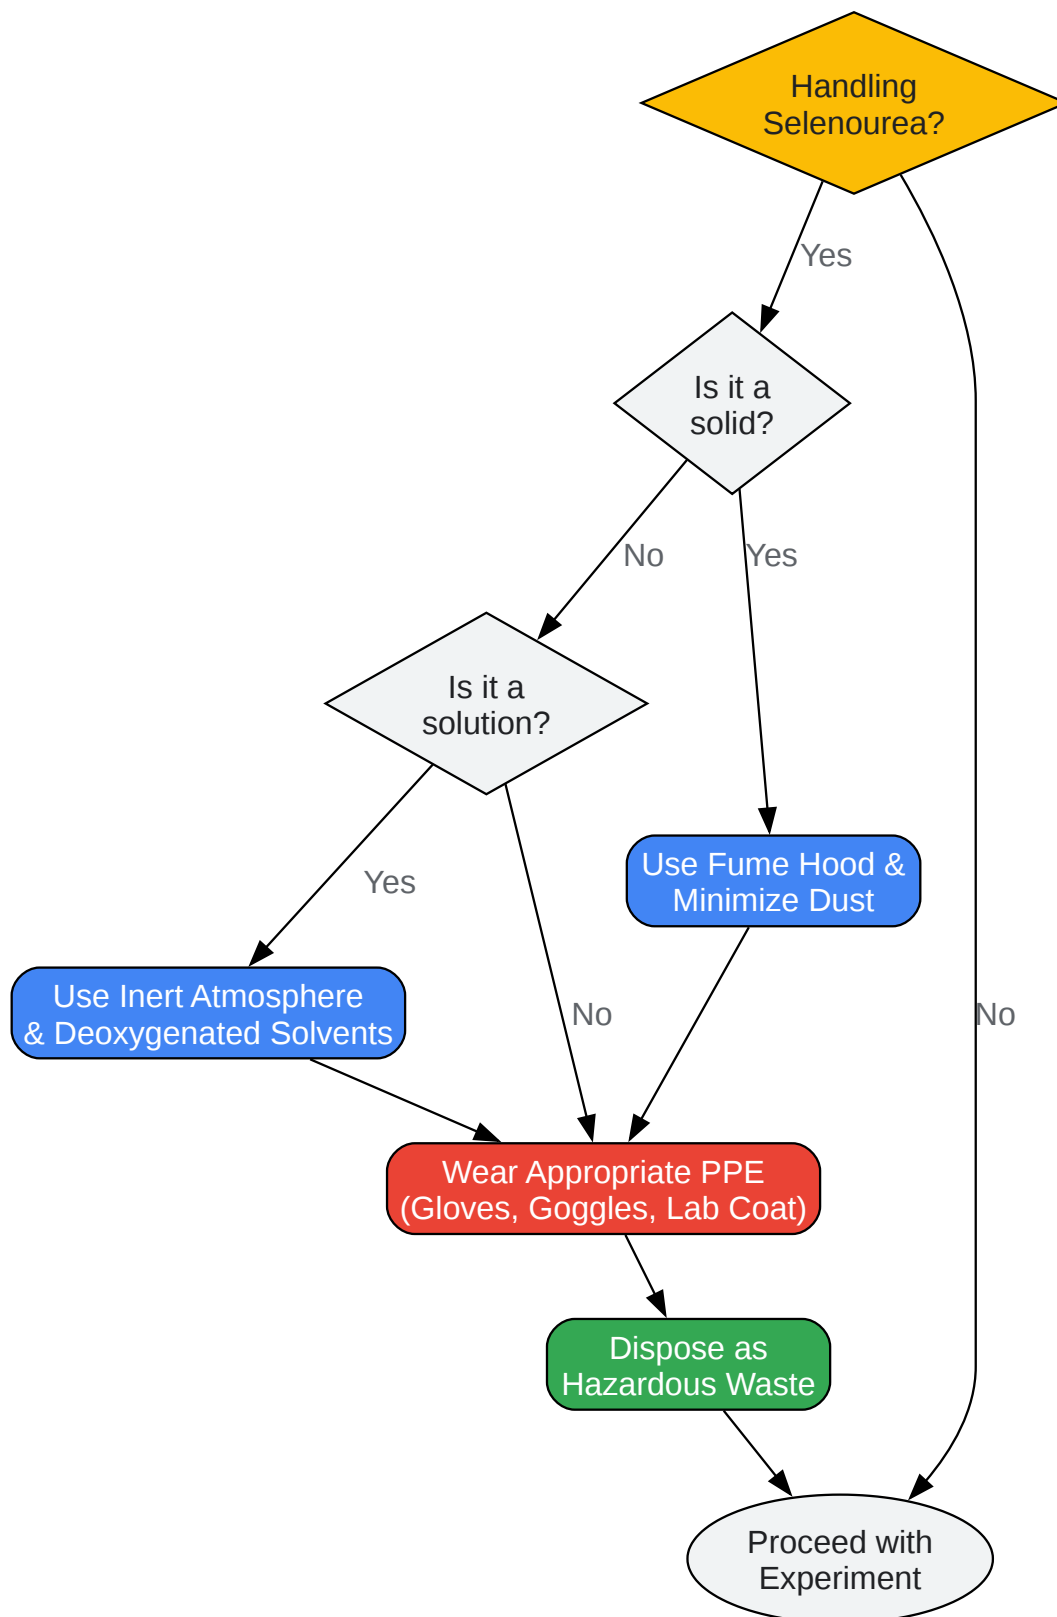 Handling
Selenourea?
Yes
Is it a
solid?
No
Yes
Is it a
solution?
Yes
Use Fume Hood &
Minimize Dust
Use Inert Atmosphere
& Deoxygenated Solvents
No
No
Wear Appropriate PPE
(Gloves, Goggles, Lab Coat)
Dispose as
Hazardous Waste
Proceed with
Experiment